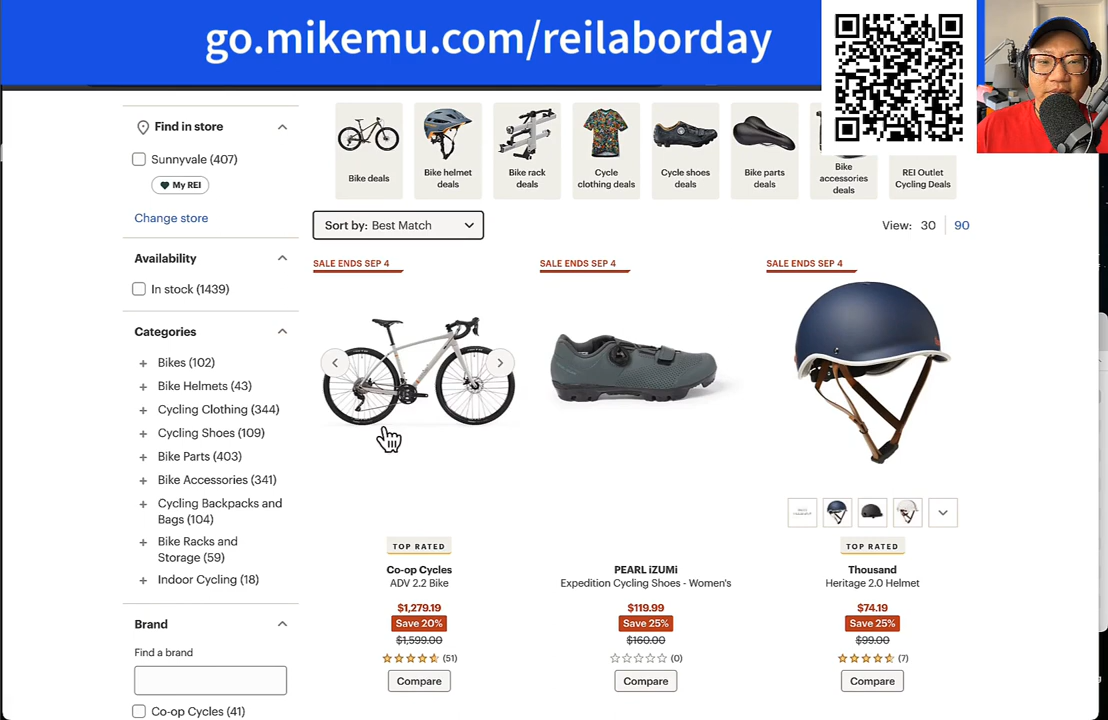 go.mikemu.com/reilaborday
Find in store
Sunnyvale (407)
My REI
Change store
Availability
In stock (1439)
Categories
+ Bikes (102)
+ Bike Helmets (43)
+ Cycling Clothing (344)
+ Cycling Shoes (109)
+ Bike Parts (403)
+ Bike Accessories (341)
+ Cycling Backpacks and
Bags (104)
+ Bike Racks and
Storage (59)
+ Indoor Cycling (18)
Brand
Find a brand
Co-op Cycles (41)
Bike deals
Bike helmet
deals
Bike rack
deals
Cycle
clothing deals
Cycle shoes
deals
Bike parts
deals
Bike
accessories
deals
REI Outlet
Cycling Deals
Sort by: Best Match
View: 30 90
SALE ENDS SEP 4
TOP RATED
Co-op Cycles
ADV 2.2 Bike
$1,279.19
Save 20%
$1,599.00
(51)
Compare
SALE ENDS SEP 4
PEARL iZUMi
Expedition Cycling Shoes - Women's
$119.99
Save 25%
$160.00
(0)
Compare
SALE ENDS SEP 4
TOP RATED
Thousand
Heritage 2.0 Helmet
$74.19
Save 25%
$99.00
(7)
Compare